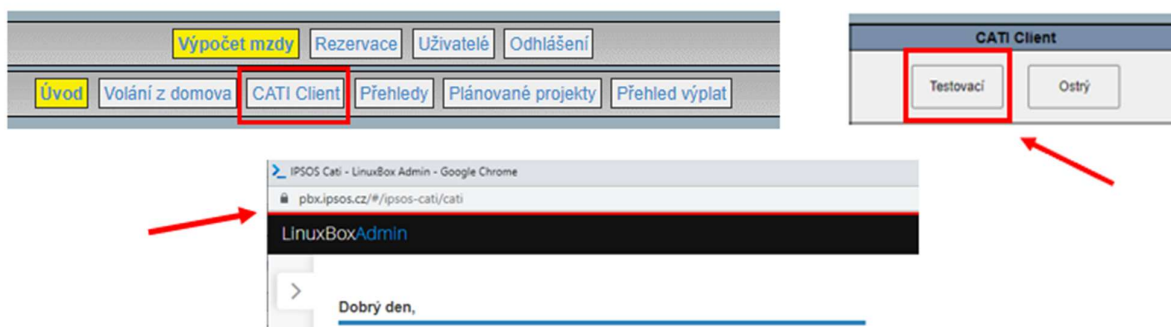 Výpočet mzdy Rezervace Uživatelé Odhlášení
Úvod Volání z domova CATI Client Přehledy Plánované projekty Přehled výplat
CATI Client
Testovací Ostrý
IPSOS Cati - LinuxBox Admin - Google Chrome
pbx.ipsos.cz/#/ipsos-cati/cati
LinuxBoxAdmin
Dobrý den,